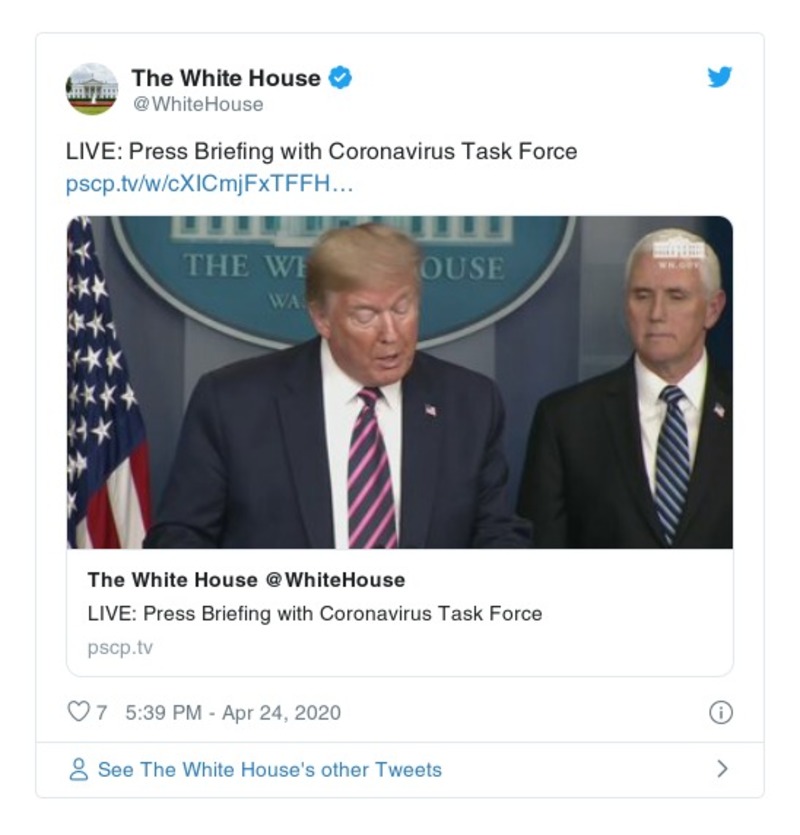 The White House
@WhiteHouse
LIVE: Press Briefing with Coronavirus Task Force
pscp.tv/w/cXICmjFxTFFH…
THE WH OUSE
WA
WH.GOV
The White House @WhiteHouse
LIVE: Press Briefing with Coronavirus Task Force
pscp.tv
7 5:39 PM - Apr 24, 2020
See The White House's other Tweets